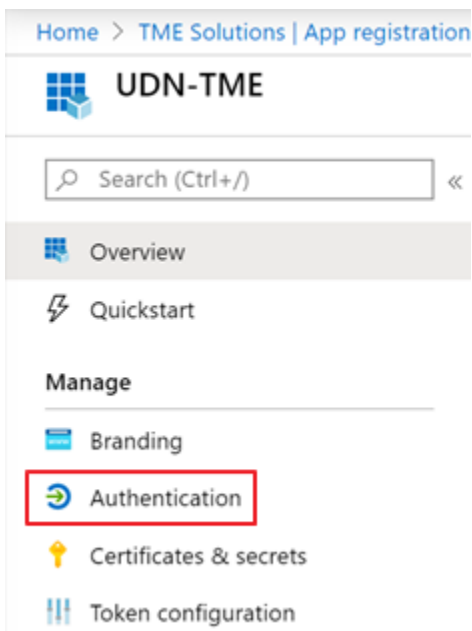 Home > TME Solutions | App registration
UDN-TME
Search (Ctrl+/)
«
Overview
Quickstart
Manage
Branding
Authentication
Certificates & secrets
Token configuration